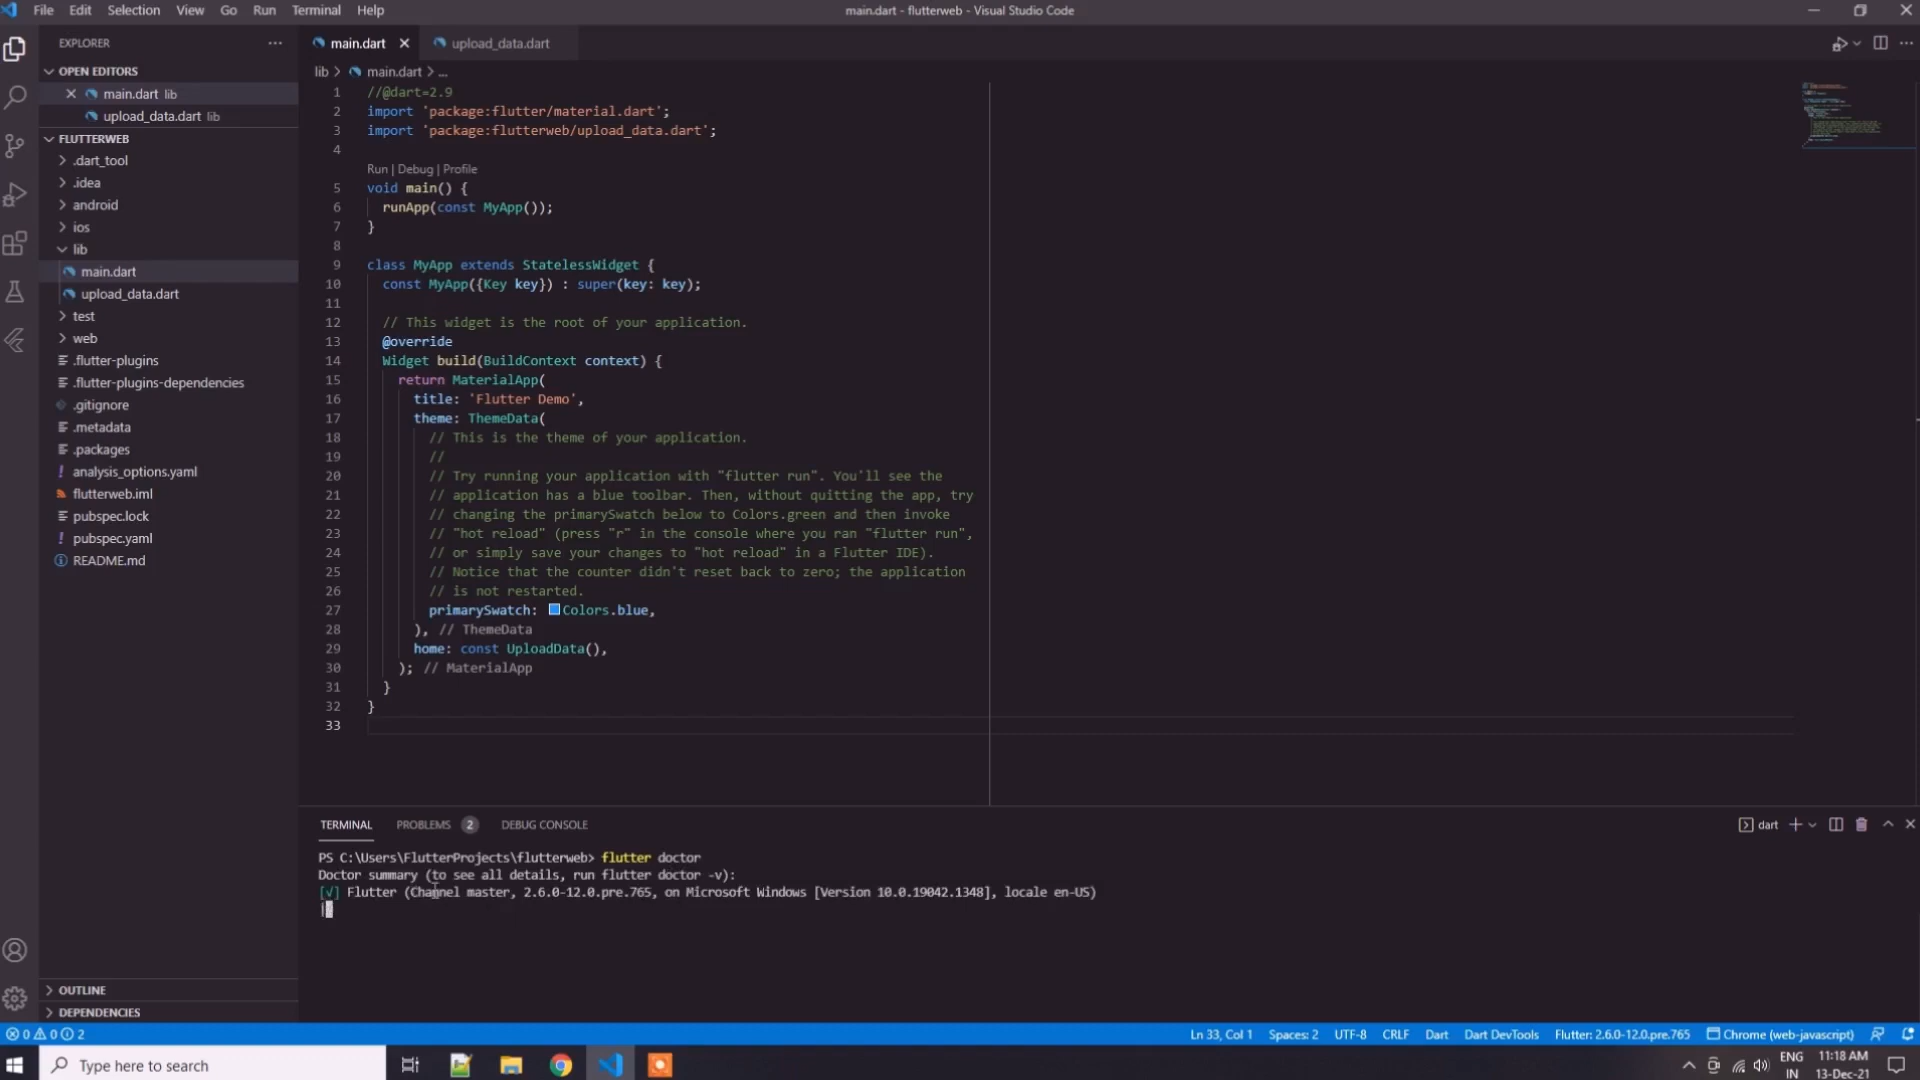 File Edit Selection View Go Run Terminal Help
main.dart - flutterweb - Visual Studio Code
EXPLORER
OPEN EDITORS
main.dart lib
upload_data.dart lib
FLUTTERWEB
.dart_tool
.idea
android
ios
lib
main.dart
upload_data.dart
test
web
.flutter-plugins
.flutter-plugins-dependencies
.gitignore
.metadata
.packages
analysis_options.yaml
flutterweb.iml
pubspec.lock
pubspec.yaml
README.md
OUTLINE
DEPENDENCIES
main.dart upload_data.dart
lib > main.dart > ...
1 //@dart=2.9
2 import 'package:flutter/material.dart';
3 import 'package:flutterweb/upload_data.dart';
4
Run | Debug | Profile
5 void main() {
6 runApp(const MyApp());
7 }
8
9 class MyApp extends StatelessWidget {
10 const MyApp({Key key}) : super(key: key);
11
12 // This widget is the root of your application.
13 @override
14 Widget build(BuildContext context) {
15 return MaterialApp(
16 title: 'Flutter Demo',
17 theme: ThemeData(
18 // This is the theme of your application.
19 //
20 // Try running your application with "flutter run". You'll see the
21 // application has a blue toolbar. Then, without quitting the app, try
22 // changing the primarySwatch below to Colors.green and then invoke
23 // "hot reload" (press "r" in the console where you ran "flutter run",
24 // or simply save your changes to "hot reload" in a Flutter IDE).
25 // Notice that the counter didn't reset back to zero; the application
26 // is not restarted.
27 primarySwatch: Colors.blue,
28 ), // ThemeData
29 home: const UploadData(),
30 ); // MaterialApp
31 }
32 }
33
TERMINAL PROBLEMS 2 DEBUG CONSOLE
dart
PS C:\Users\FlutterProjects\flutterweb> flutter doctor
Doctor summary (to see all details, run flutter doctor -v):
[√] Flutter (Channel master, 2.6.0-12.0.pre.765, on Microsoft Windows [Version 10.0.19042.1348], locale en-US)
0 0 2
Ln 33, Col 1 Spaces: 2 UTF-8 CRLF Dart Dart DevTools Flutter: 2.6.0-12.0.pre.765 Chrome (web-javascript)
Type here to search
ENG
IN
11:18 AM
13-Dec-21